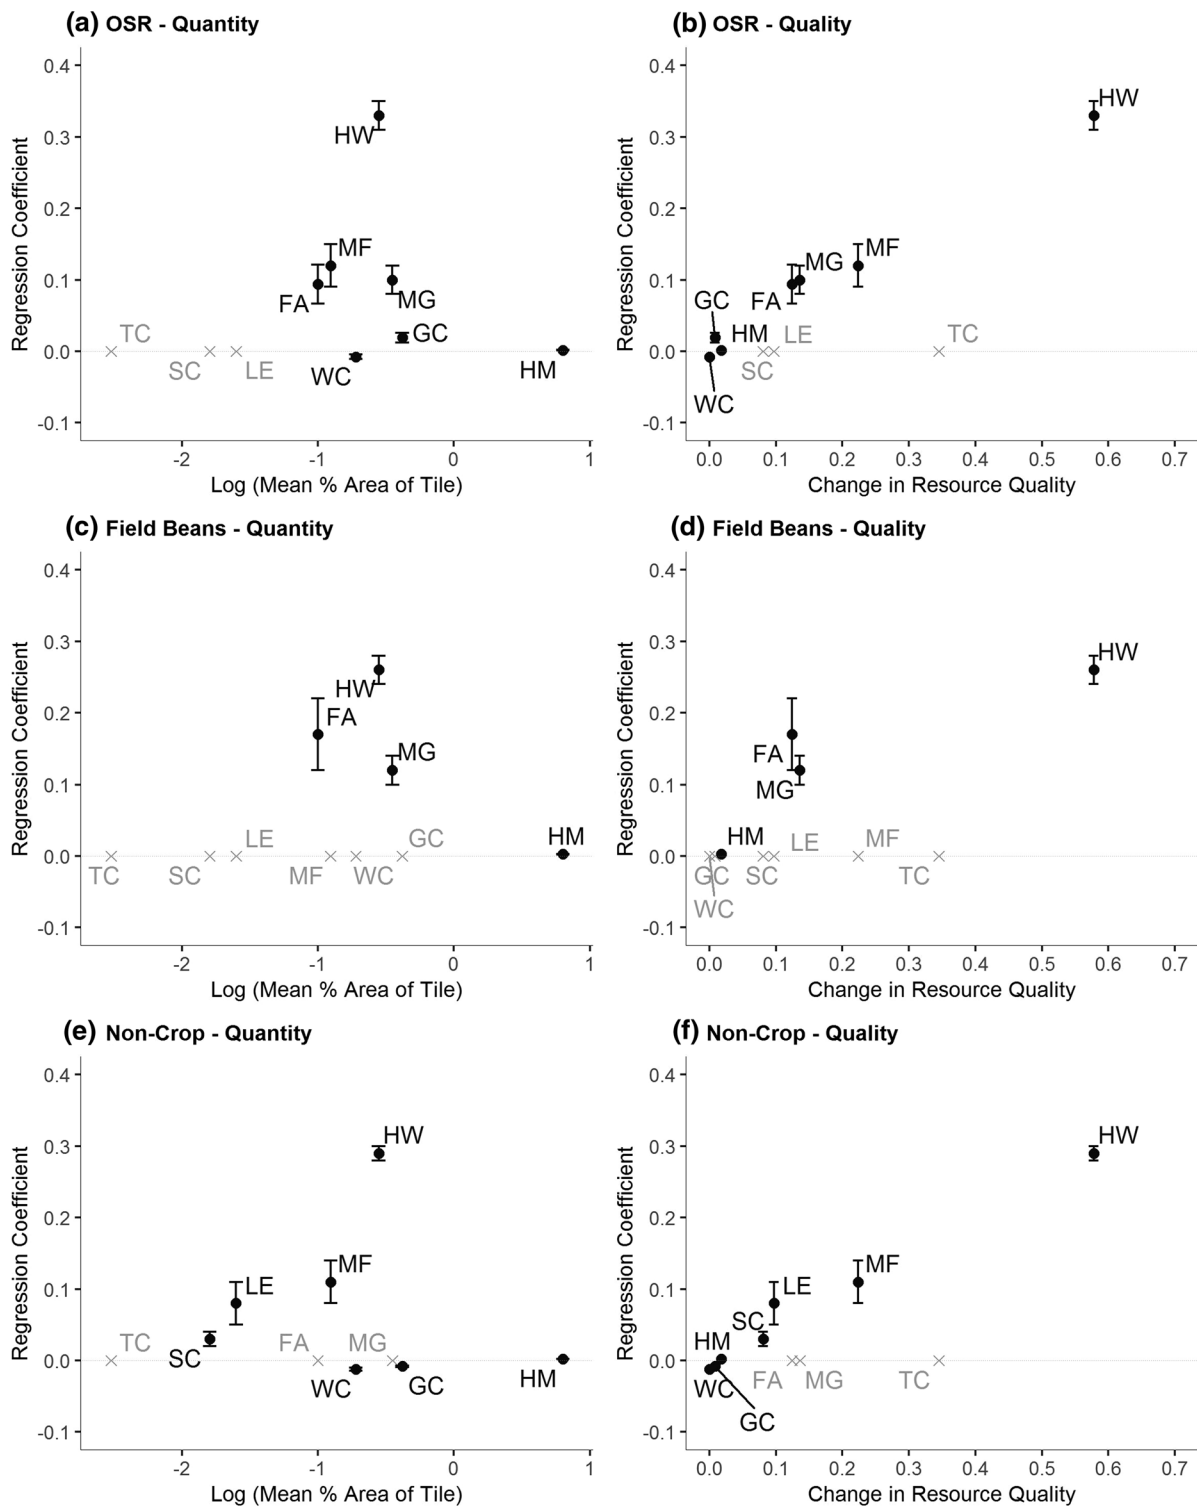 (a) OSR - Quantity
Regression Coefficient
0.4
0.3
0.2
0.1
0.0
-0.1
HW
MF
FA
MG
GC
TC
SC
LE
WC
HM
-2
-1
0
1
Log (Mean % Area of Tile)
(b) OSR - Quality
Regression Coefficient
0.4
0.3
0.2
0.1
0.0
-0.1
HW
MF
MG
FA
GC
HM
LE
TC
SC
WC
0.0
0.1
0.2
0.3
0.4
0.5
0.6
0.7
Change in Resource Quality
(c) Field Beans - Quantity
Regression Coefficient
0.4
0.3
0.2
0.1
0.0
-0.1
HW
FA
MG
LE
GC
HM
TC
SC
MF
WC
-2
-1
0
1
Log (Mean % Area of Tile)
(d) Field Beans - Quality
Regression Coefficient
0.4
0.3
0.2
0.1
0.0
-0.1
HW
FA
MG
HM
LE
MF
GC
SC
TC
WC
0.0
0.1
0.2
0.3
0.4
0.5
0.6
0.7
Change in Resource Quality
(e) Non-Crop - Quantity
Regression Coefficient
0.4
0.3
0.2
0.1
0.0
-0.1
HW
MF
LE
TC
FA
MG
SC
WC
GC
HM
-2
-1
0
1
Log (Mean % Area of Tile)
(f) Non-Crop - Quality
Regression Coefficient
0.4
0.3
0.2
0.1
0.0
-0.1
HW
MF
LE
SC
HM
FA
MG
TC
WC
GC
0.0
0.1
0.2
0.3
0.4
0.5
0.6
0.7
Change in Resource Quality